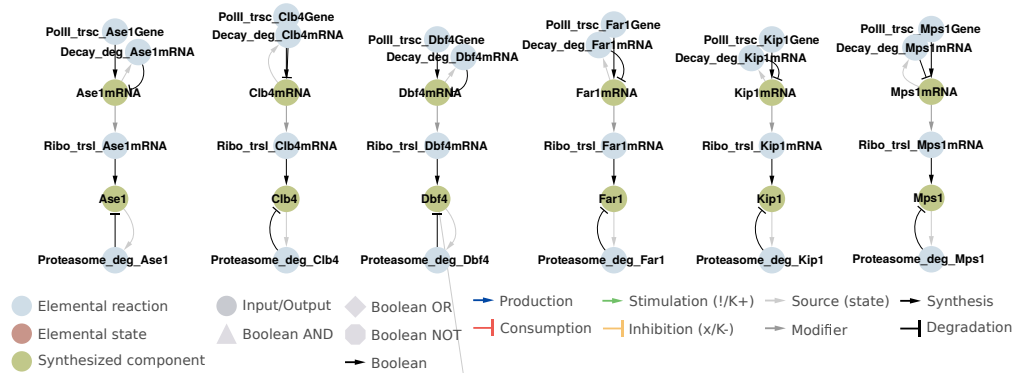 PolII_trsc_Ase1Gene
Decay_deg_Ase1mRNA
Ase1mRNA
Ribo_trsl_Ase1mRNA
Ase1
Proteasome_deg_Ase1
PolII_trsc_Clb4Gene
Decay_deg_Clb4mRNA
Clb4mRNA
Ribo_trsl_Clb4mRNA
Clb4
Proteasome_deg_Clb4
PolII_trsc_Dbf4Gene
Decay_deg_Dbf4mRNA
Dbf4mRNA
Ribo_trsl_Dbf4mRNA
Dbf4
Proteasome_deg_Dbf4
PolII_trsc_Far1Gene
Decay_deg_Far1mRNA
Far1mRNA
Ribo_trsl_Far1mRNA
Far1
Proteasome_deg_Far1
PolII_trsc_Kip1Gene
Decay_deg_Kip1mRNA
Kip1mRNA
Ribo_trsl_Kip1mRNA
Kip1
Proteasome_deg_Kip1
PolII_trsc_Mps1Gene
Decay_deg_Mps1mRNA
Mps1mRNA
Ribo_trsl_Mps1mRNA
Mps1
Proteasome_deg_Mps1
Elemental reaction
Elemental state
Synthesized component
Input/Output
Boolean AND
Boolean OR
Boolean NOT
Boolean
Production
Consumption
Stimulation (!/K+)
Inhibition (x/K-)
Source (state)
Modifier
Synthesis
Degradation